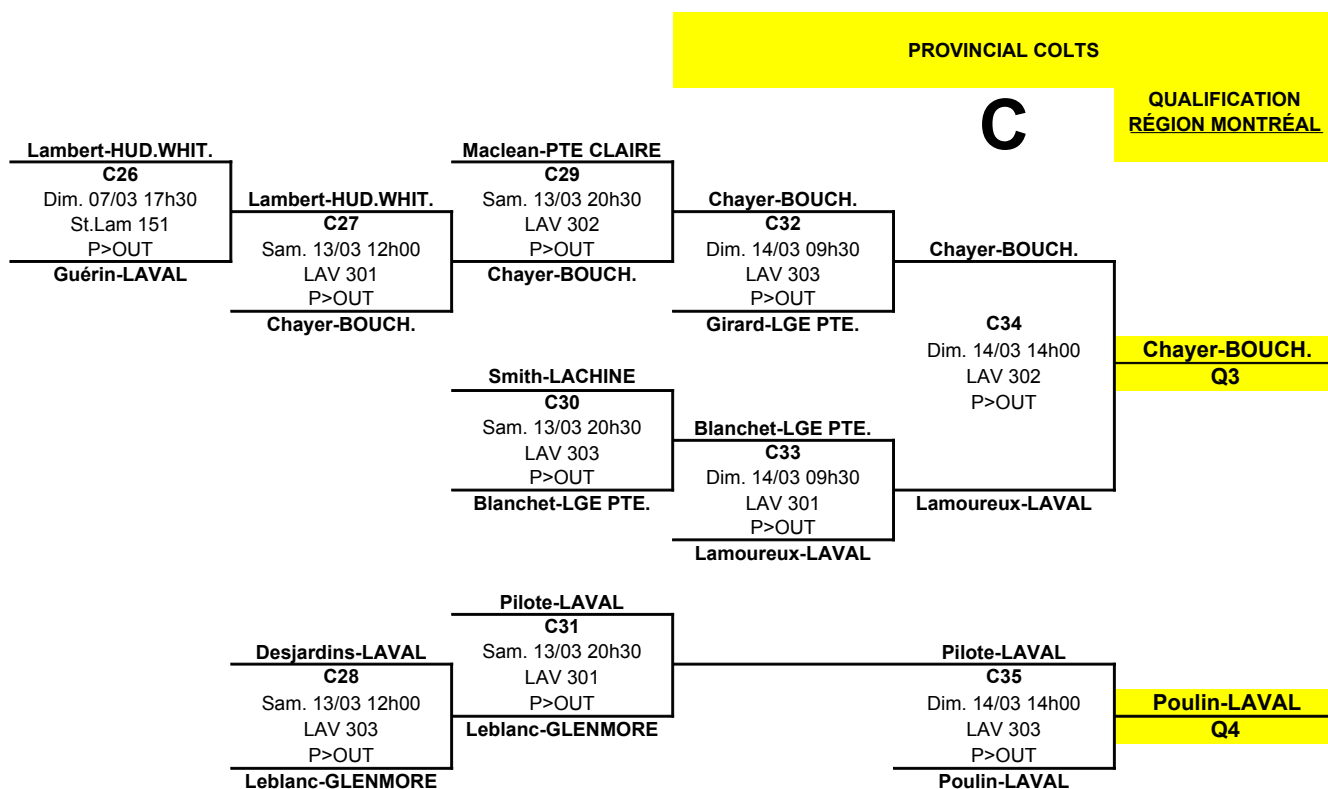 PROVINCIAL COLTS
C
QUALIFICATION
RÉGION MONTRÉAL
Lambert-HUD.WHIT.
C26
Dim. 07/03 17h30
St.Lam 151
P>OUT
Guérin-LAVAL
Lambert-HUD.WHIT.
C27
Sam. 13/03 12h00
LAV 301
P>OUT
Chayer-BOUCH.
Maclean-PTE CLAIRE
C29
Sam. 13/03 20h30
LAV 302
P>OUT
Chayer-BOUCH.
Chayer-BOUCH.
C32
Dim. 14/03 09h30
LAV 303
P>OUT
Girard-LGE PTE.
Smith-LACHINE
C30
Sam. 13/03 20h30
LAV 303
P>OUT
Blanchet-LGE PTE.
Blanchet-LGE PTE.
C33
Dim. 14/03 09h30
LAV 301
P>OUT
Lamoureux-LAVAL
Chayer-BOUCH.
C34
Dim. 14/03 14h00
LAV 302
P>OUT
Lamoureux-LAVAL
Chayer-BOUCH.
Q3
Desjardins-LAVAL
C28
Sam. 13/03 12h00
LAV 303
P>OUT
Leblanc-GLENMORE
Pilote-LAVAL
C31
Sam. 13/03 20h30
LAV 301
P>OUT
Leblanc-GLENMORE
Pilote-LAVAL
C35
Dim. 14/03 14h00
LAV 303
P>OUT
Poulin-LAVAL
Poulin-LAVAL
Q4